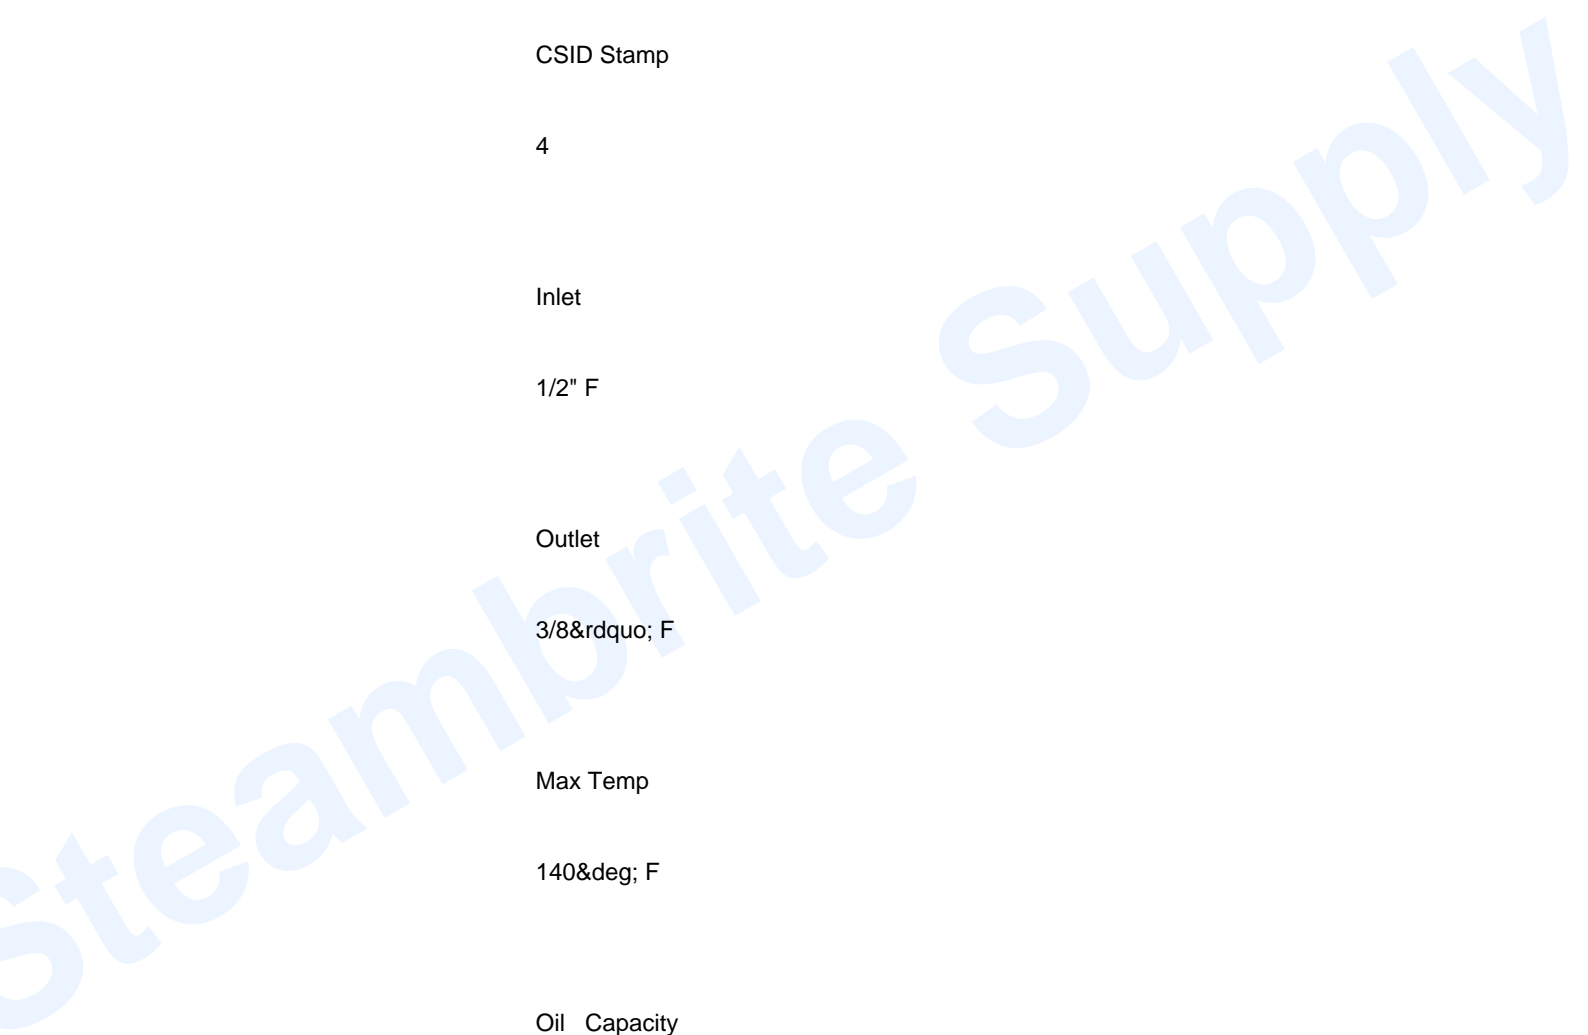 CSID Stamp
4
Inlet
1/2" F
Outlet
3/8&rdquo; F
Max Temp
140&deg; F
Oil Capacity
Steambrite Supply